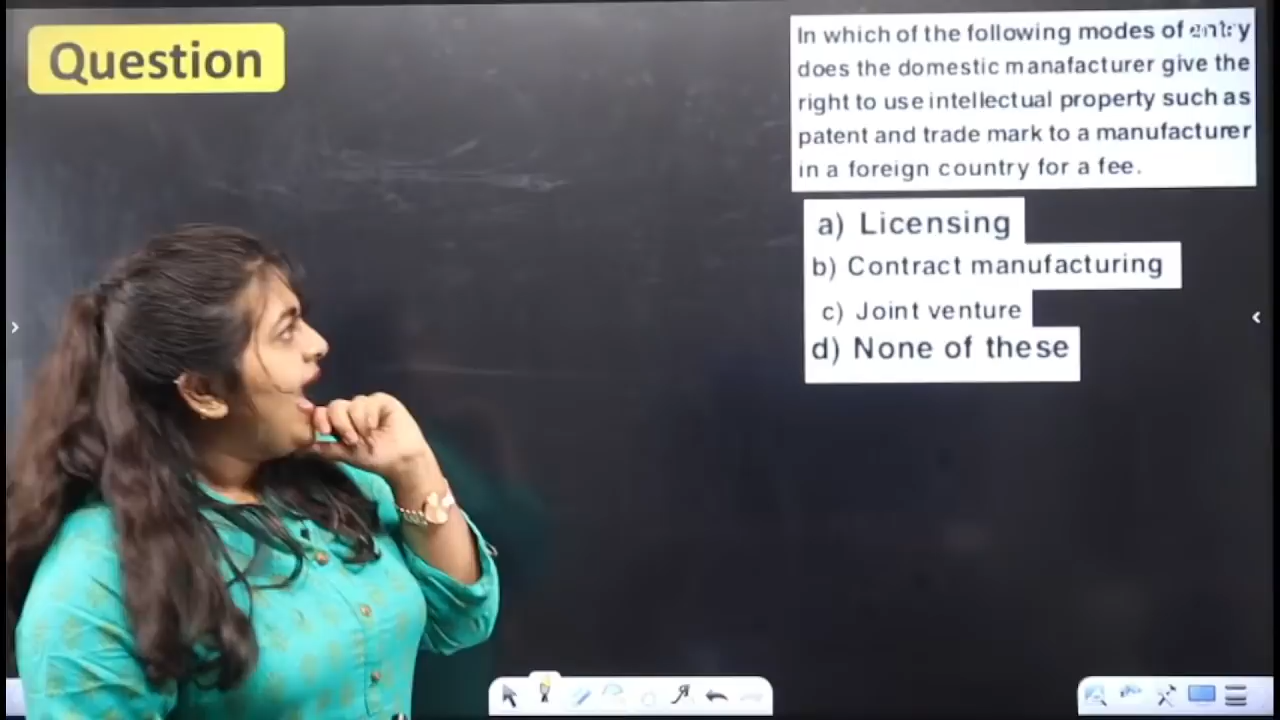 Question
In which of the following modes of entry
does the domestic manafacturer give the
right to use intellectual property such as
patent and trade mark to a manufacturer
in a foreign country for a fee.
a) Licensing
b) Contract manufacturing
c) Joint venture
d) None of these